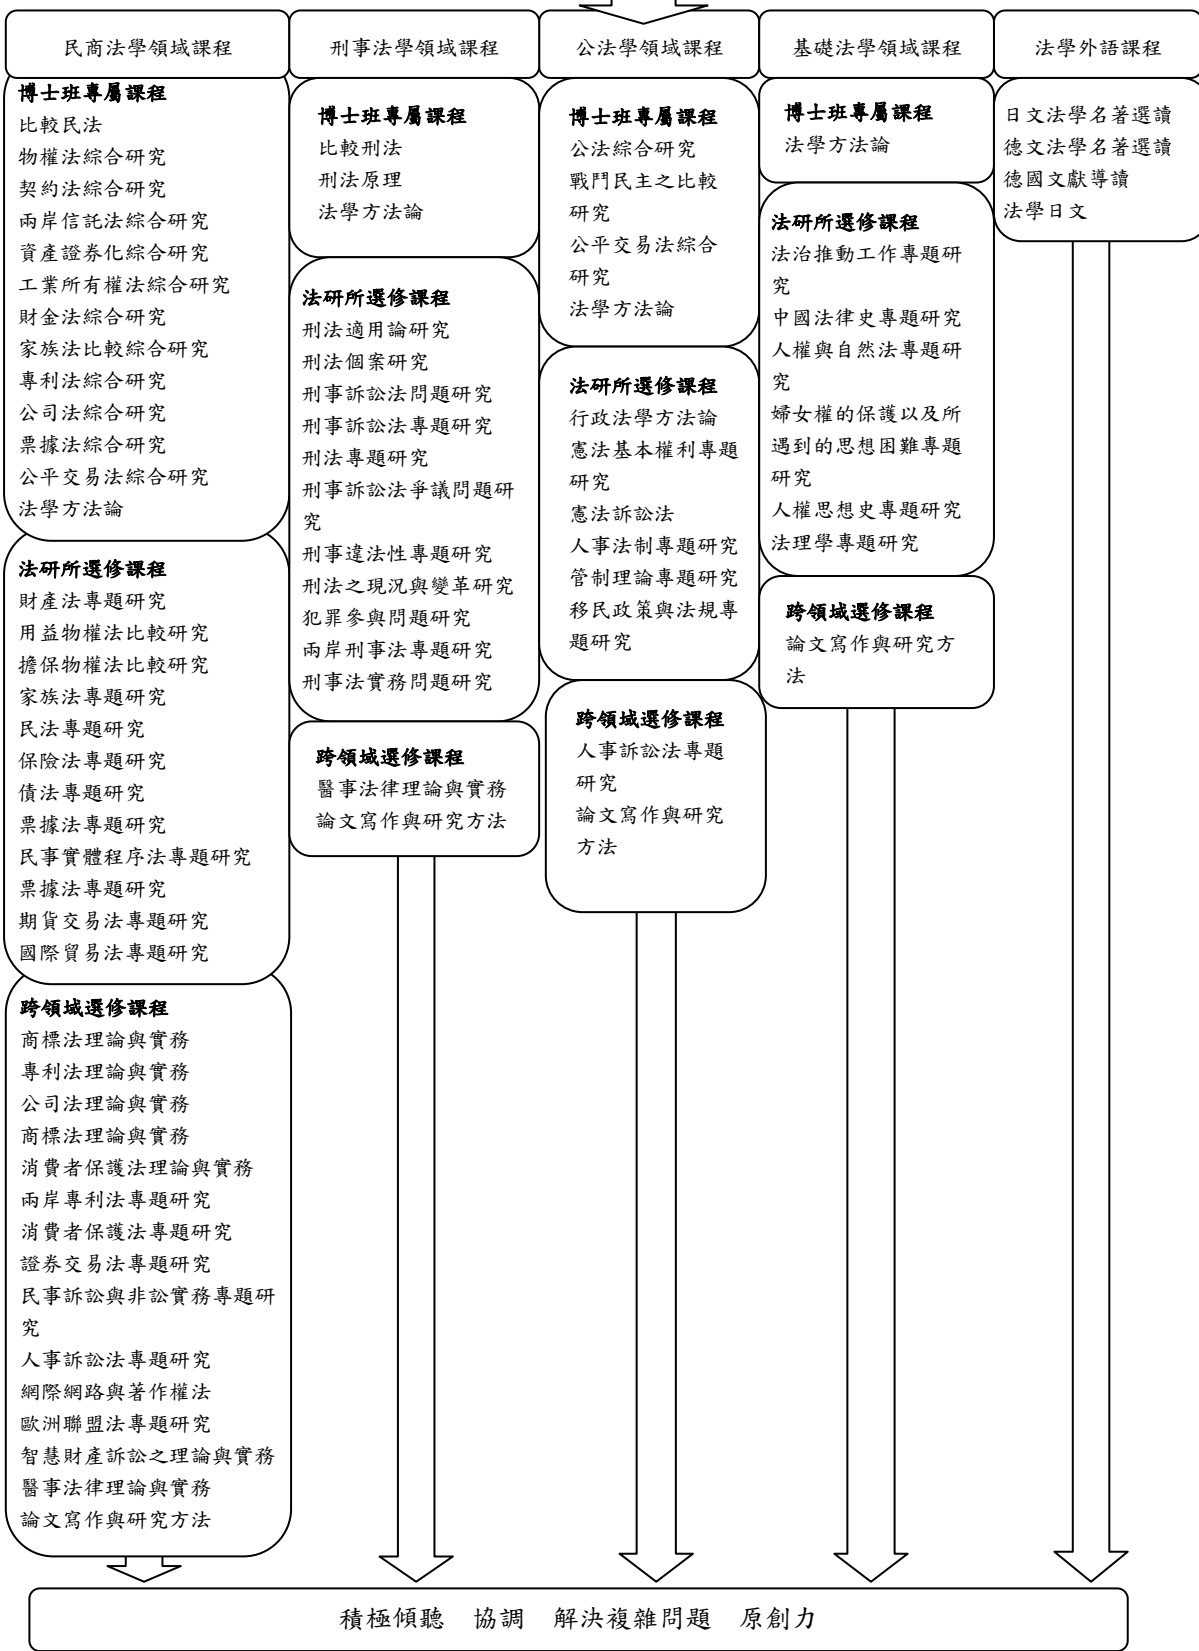 民商法學領域課程
博士班專屬課程
比較民法
物權法綜合研究
契約法綜合研究
兩岸信託法綜合研究
資產證券化綜合研究
工業所有權法綜合研究
財金法綜合研究
家族法比較綜合研究
專利法綜合研究
公司法綜合研究
票據法綜合研究
公平交易法綜合研究
法學方法論
法研所選修課程
財產法專題研究
用益物權法比較研究
擔保物權法比較研究
家族法專題研究
民法專題研究
保險法專題研究
債法專題研究
票據法專題研究
民事實體程序法專題研究
票據法專題研究
期貨交易法專題研究
國際貿易法專題研究
跨領域選修課程
商標法理論與實務
專利法理論與實務
公司法理論與實務
商標法理論與實務
消費者保護法理論與實務
兩岸專利法專題研究
消費者保護法專題研究
證券交易法專題研究
民事訴訟與非訟實務專題研
究
人事訴訟法專題研究
網際網路與著作權法
歐洲聯盟法專題研究
智慧財產訴訟之理論與實務
醫事法律理論與實務
論文寫作與研究方法
刑事法學領域課程
博士班專屬課程
比較刑法
刑法原理
法學方法論
法研所選修課程
刑法適用論研究
刑法個案研究
刑事訴訟法問題研究
刑事訴訟法專題研究
刑法專題研究
刑事訴訟法爭議問題研
究
刑事違法性專題研究
刑法之現況與變革研究
犯罪參與問題研究
兩岸刑事法專題研究
刑事法實務問題研究
跨領域選修課程
醫事法律理論與實務
論文寫作與研究方法
公法學領域課程
博士班專屬課程
公法綜合研究
戰鬥民主之比較
研究
公平交易法綜合
研究
法學方法論
法研所選修課程
行政法學方法論
憲法基本權利專題
研究
憲法訴訟法
人事法制專題研究
管制理論專題研究
移民政策與法規專
題研究
跨領域選修課程
人事訴訟法專題
研究
論文寫作與研究
方法
基礎法學領域課程
博士班專屬課程
法學方法論
法研所選修課程
法治推動工作專題研
究
中國法律史專題研究
人權與自然法專題研
究
婦女權的保護以及所
遇到的思想困難專題
研究
人權思想史專題研究
法理學專題研究
跨領域選修課程
論文寫作與研究方
法
法學外語課程
日文法學名著選讀
德文法學名著選讀
德國文獻導讀
法學日文
積極傾聽 協調 解決複雜問題 原創力